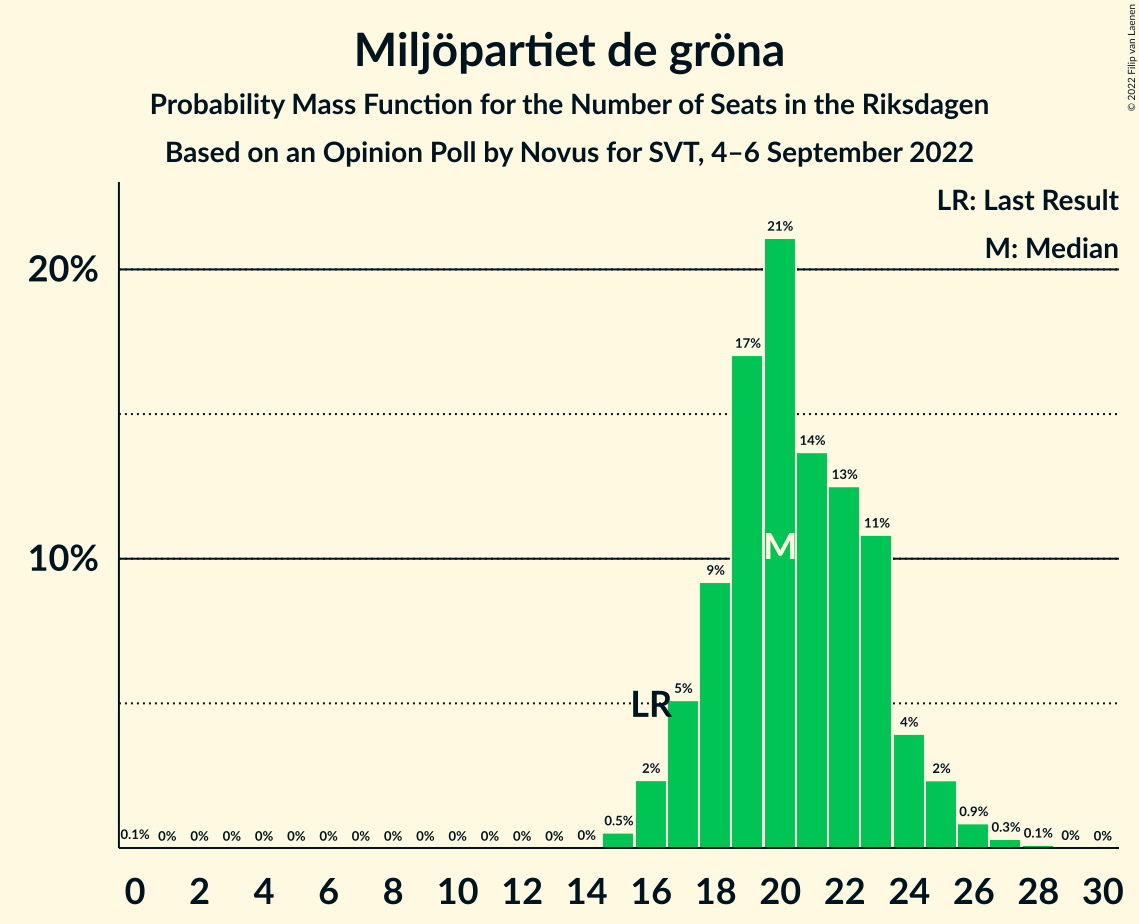 Miljöpartiet de gröna
Probability Mass Function for the Number of Seats in the Riksdagen
Based on an Opinion Poll by Novus for SVT, 4–6 September 2022
© 2022 Filip van Laenen
LR: Last Result
M: Median
20%
10%
0.1% 0% 0% 0% 0% 0% 0% 0% 0% 0% 0% 0% 0% 0% 0% 0.5% 2% 5% 9% 17% 21% 14% 13% 11% 4% 2% 0.9% 0.3% 0.1% 0% 0%
LR
M
0 2 4 6 8 10 12 14 16 18 20 22 24 26 28 30